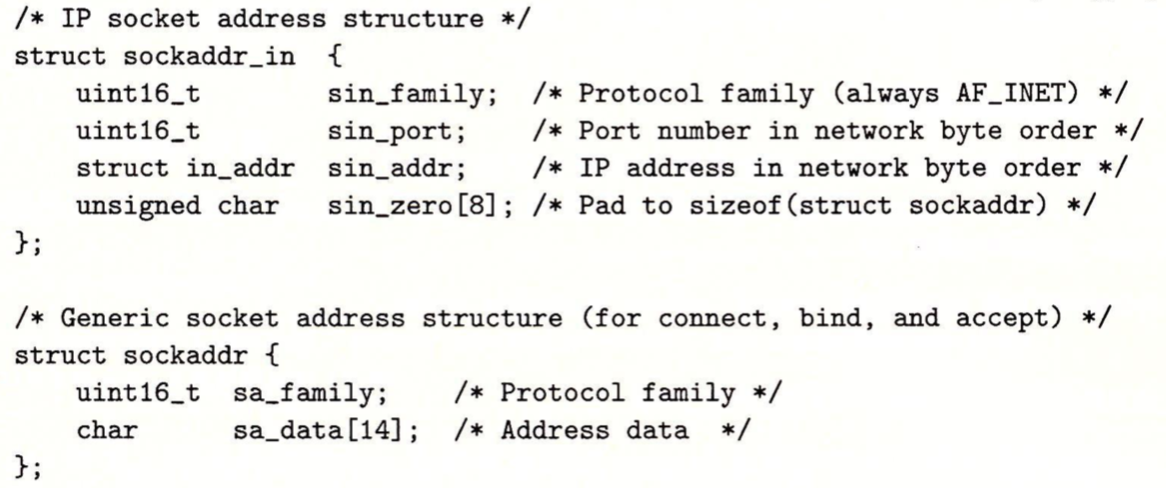 /* IP socket address structure */
struct sockaddr_in  {
    uint16_t        sin_family;  /* Protocol family (always AF_INET) */
    uint16_t        sin_port;    /* Port number in network byte order */
    struct in_addr  sin_addr;    /* IP address in network byte order */
    unsigned char   sin_zero[8]; /* Pad to sizeof(struct sockaddr) */
};

/* Generic socket address structure (for connect, bind, and accept) */
struct sockaddr {
    uint16_t  sa_family;    /* Protocol family */
    char      sa_data[14];  /* Address data  */
};